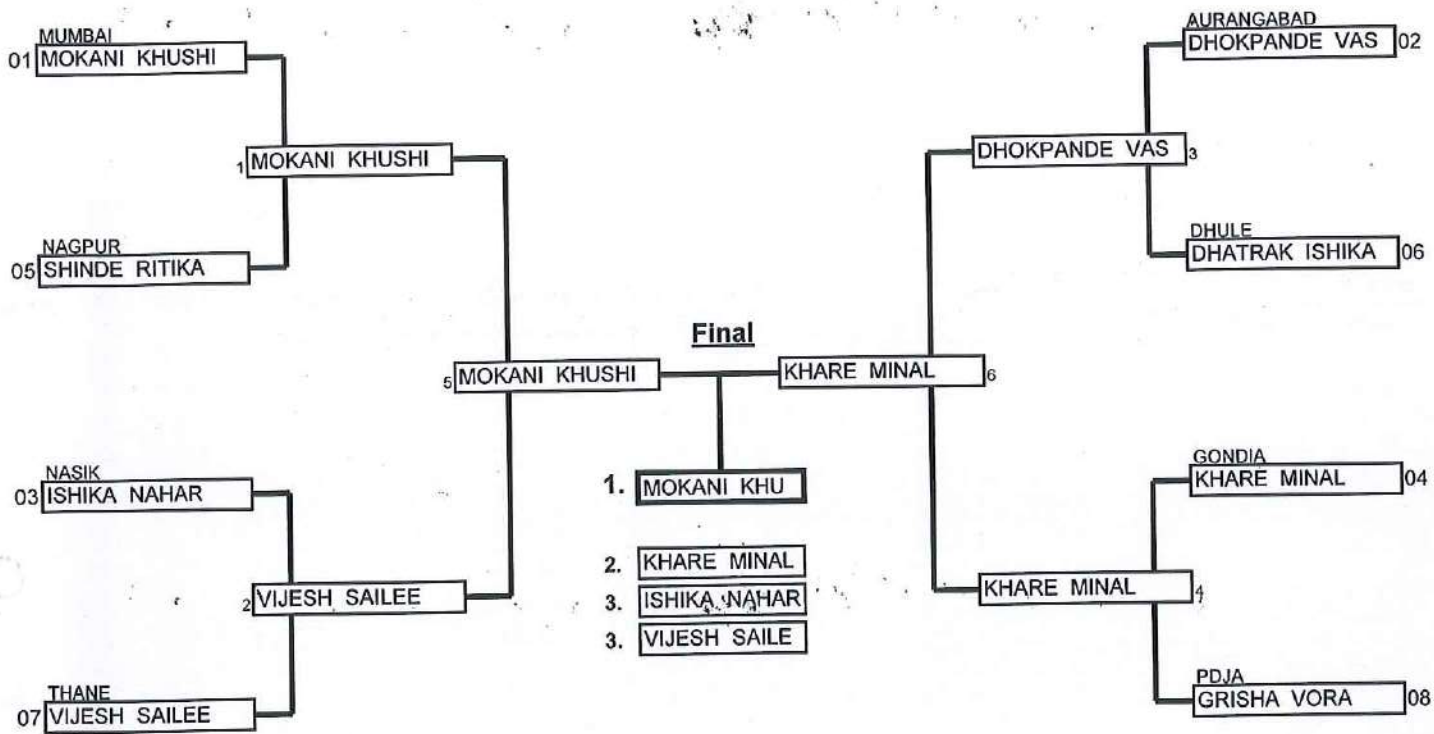 MUMBAI
01 MOKANI KHUSHI
1 MOKANI KHUSHI
NAGPUR
05 SHINDE RITIKA
5 MOKANI KHUSHI
NASIK
03 ISHIKA NAHAR
2 VIJESH SAILEE
THANE
07 VIJESH SAILEE
Final
1. MOKANI KHU
2. KHARE MINAL
3. ISHIKA NAHAR
3. VIJESH SAILE
AURANGABAD
DHOKPANDE VAS 02
DHOKPANDE VAS 3
DHULE
DHATRAK ISHIKA 06
KHARE MINAL 6
GONDIA
KHARE MINAL 04
KHARE MINAL 4
PDJA
GRISHA VORA 08